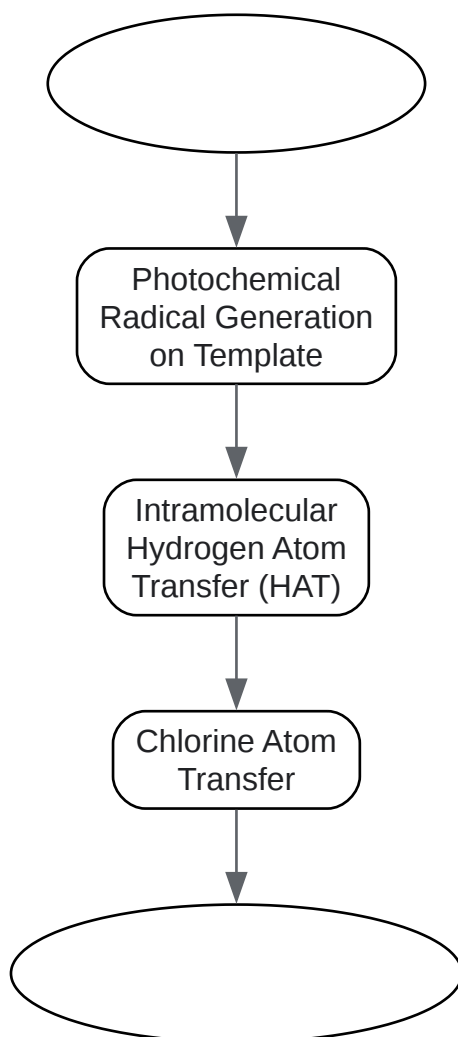 Photochemical
Radical Generation
on Template
Intramolecular
Hydrogen Atom
Transfer (HAT)
Chlorine Atom
Transfer